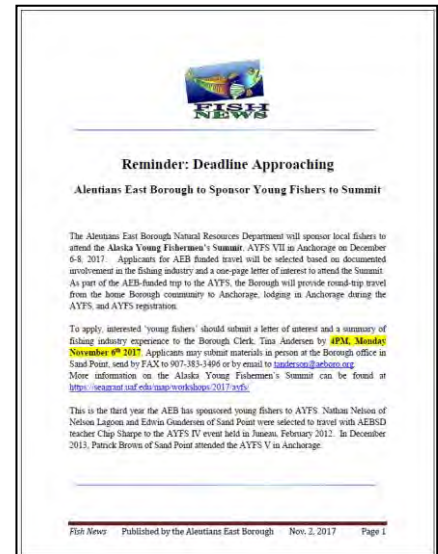 FISH
NEWS
Reminder: Deadline Approaching
Aleutians East Borough to Sponsor Young Fishers to Summit
The Aleutians East Borough Natural Resources Department will sponsor local fishers to
attend the Alaska Young Fishermen's Summit, AYFS VII in Anchorage on December
6-8, 2017. Applicants for AEB funded travel will be selected based on documented
involvement in the fishing industry and a one-page letter of interest to attend the Summit.
As part of the AEB-funded trip to the AYFS, the Borough will provide round-trip travel
from the home Borough community to Anchorage, lodging in Anchorage during the
AYFS, and AYFS registration.
To apply, interested 'young fishers' should submit a letter of interest and a summary of
fishing industry experience to the Borough Clerk, Tina Andersen by 4PM, Monday
November 6th 2017. Applicants may submit materials in person at the Borough office in
Sand Point, send by FAX to 907-383-3496 or by email to tanderson@aeboro.org
More information on the Alaska Young Fishermen's Summit can be found at
https://seagrant.uaf.edu/map/workshops/2017/ayfs/
This is the third year the AEB has sponsored young fishers to AYFS. Nathan Nelson of
Nelson Lagoon and Edwin Gundersen of Sand Point were selected to travel with AEBSD
teacher Chip Sharpe to the AYFS IV event held in Juneau, February 2012. In December
2013, Patrick Brown of Sand Point attended the AYFS V in Anchorage.
Fish News Published by the Aleutians East Borough Nov. 2, 2017 Page 1